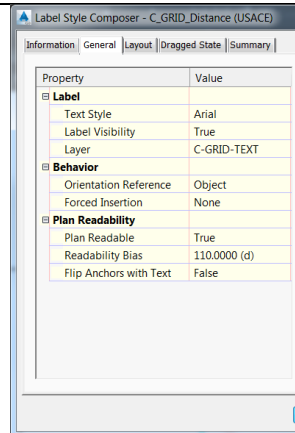 Label Style Composer - C_GRID_Distance (USACE)
Information General Layout Dragged State Summary
Property Value
Label
Text Style Arial
Label Visibility True
Layer C-GRID-TEXT
Behavior
Orientation Reference Object
Forced Insertion None
Plan Readability
Plan Readable True
Readability Bias 110.0000 (d)
Flip Anchors with Text False